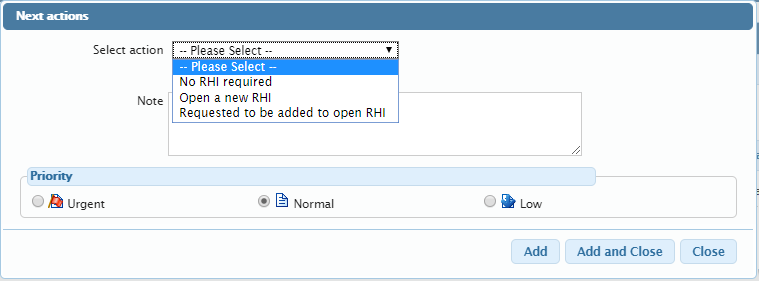 Next actions
Select action -- Please Select --
-- Please Select --
No RHI required
Open a new RHI
Requested to be added to open RHI
Note
Priority
Urgent Normal Low
Add Add and Close Close